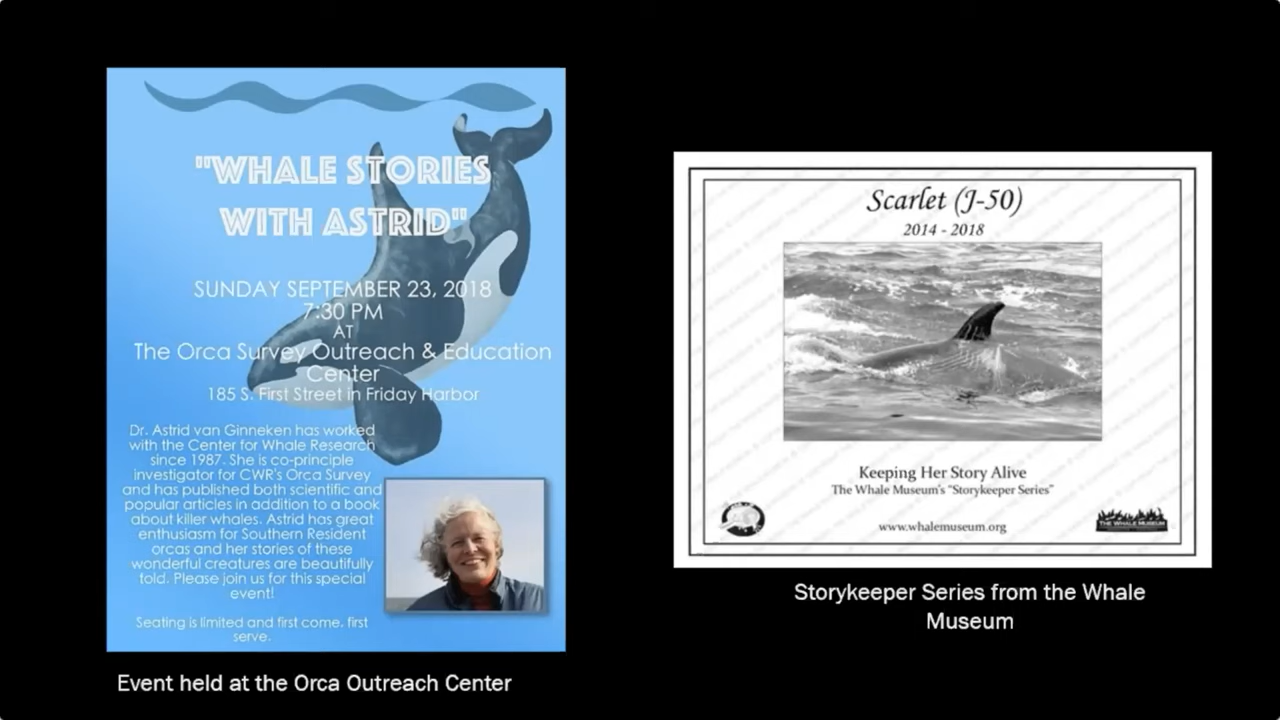 "WHALE STORIES
WITH ASTRID"
SUNDAY SEPTEMBER 23, 2018
7:30 PM
AT
The Orca Survey Outreach & Education
Center
185 S. First Street in Friday Harbor
Dr. Astrid van Ginneken has worked
with the Center for Whale Research
since 1987. She is co-principle
investigator for CWR's Orca Survey
and has published both scientific and
popular articles in addition to a book
about killer whales. Astrid has great
enthusiasm for Southern Resident
orcas and her stories of these
wonderful creatures are beautifully
told. Please join us for this special
event!
Seating is limited and first come, first
serve.
Event held at the Orca Outreach Center
Scarlet (J-50)
2014 - 2018
Keeping Her Story Alive
The Whale Museum's "Storykeeper Series"
www.whalemuseum.org
THE WHALE MUSEUM
Storykeeper Series from the Whale
Museum